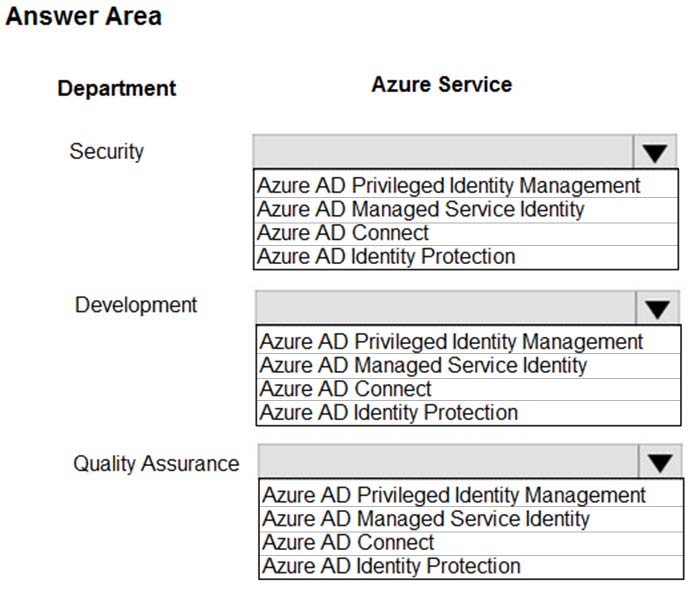 Answer Area
Department Azure Service
Security
Azure AD Privileged Identity Management
Azure AD Managed Service Identity
Azure AD Connect
Azure AD Identity Protection
Development
Azure AD Privileged Identity Management
Azure AD Managed Service Identity
Azure AD Connect
Azure AD Identity Protection
Quality Assurance
Azure AD Privileged Identity Management
Azure AD Managed Service Identity
Azure AD Connect
Azure AD Identity Protection